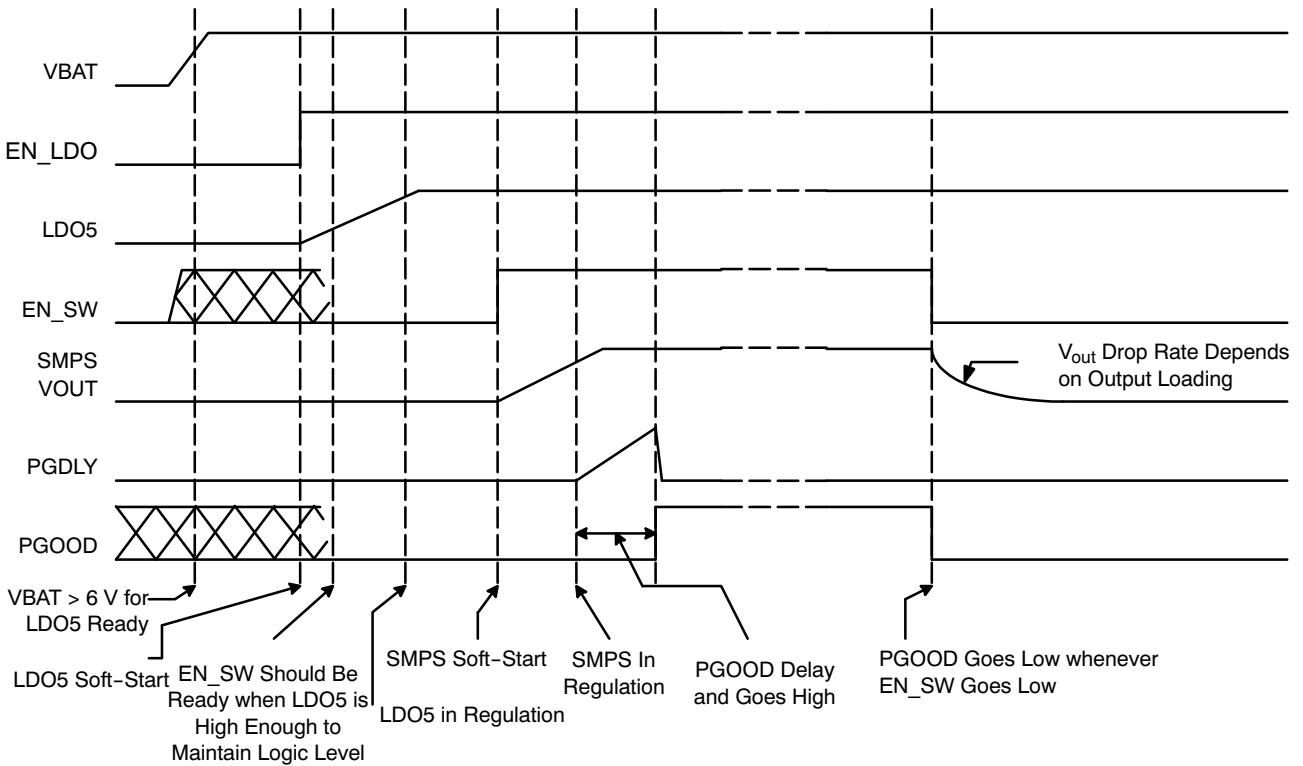 VBAT
EN_LDO
LDO5
EN_SW
SMPS
VOUT
Vout Drop Rate Depends
on Output Loading
PGDLY
PGOOD
VBAT > 6 V for
LDO5 Ready
LDO5 Soft−Start
EN_SW Should Be
Ready when LDO5 is
High Enough to
Maintain Logic Level
LDO5 in Regulation
SMPS Soft−Start
SMPS In
Regulation
PGOOD Delay
and Goes High
PGOOD Goes Low whenever
EN_SW Goes Low